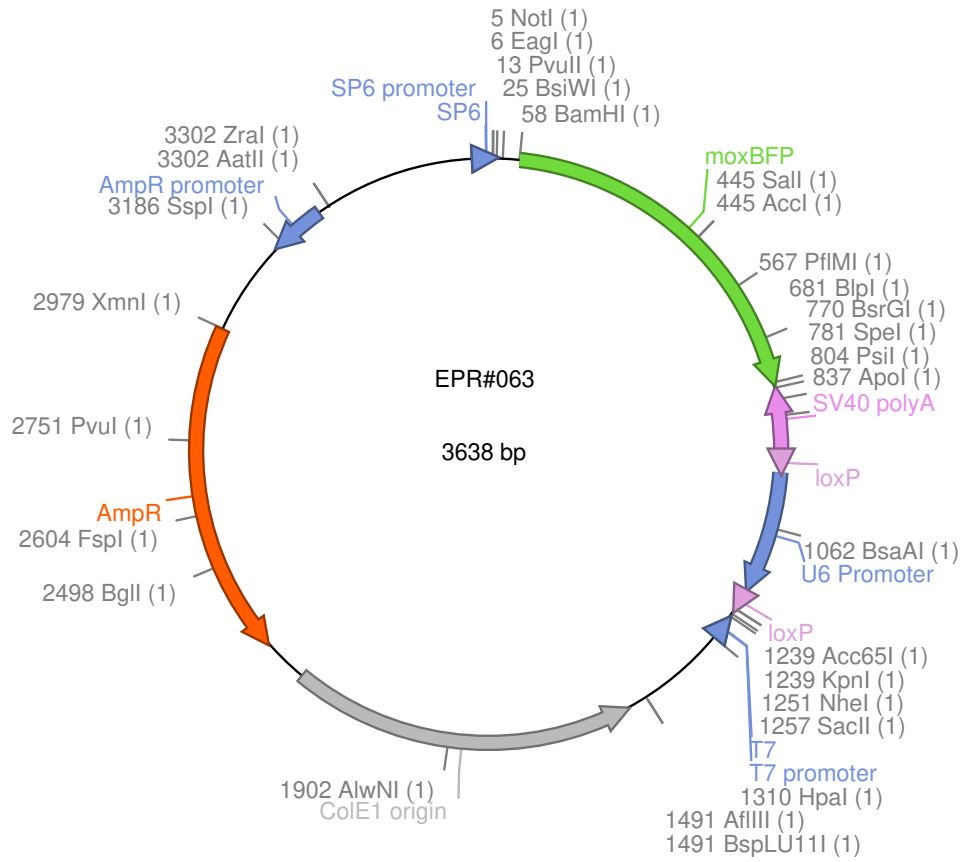 5 NotI (1)
6 EagI (1)
13 PvuII (1)
25 BsiWI (1)
58 BamHI (1)
SP6 promoter
SP6
moxBFP
445 SalI (1)
445 AccI (1)
567 PflMI (1)
681 BlpI (1)
770 BsrGI (1)
781 SpeI (1)
804 PsiI (1)
837 ApoI (1)
SV40 polyA
loxP
1062 BsaAI (1)
U6 Promoter
loxP
1239 Acc65I (1)
1239 KpnI (1)
1251 NheI (1)
1257 SacII (1)
T7
T7 promoter
1310 HpaI (1)
1491 AflIII (1)
1491 BspLU11I (1)
1902 AlwNI (1)
ColE1 origin
2498 BglI (1)
2604 FspI (1)
AmpR
2751 PvuI (1)
2979 XmnI (1)
3186 SspI (1)
AmpR promoter
3302 AatII (1)
3302 ZraI (1)
EPR#063
3638 bp